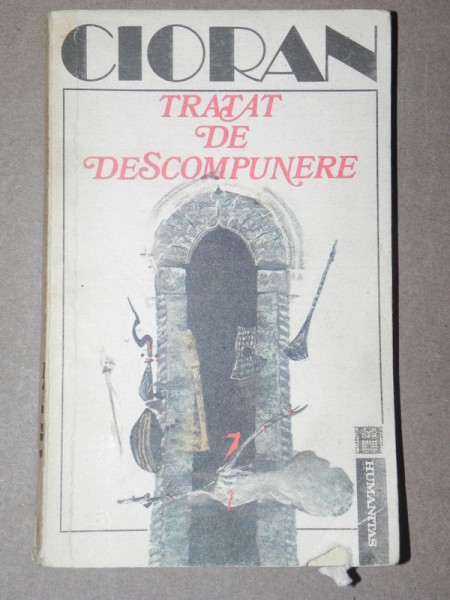 CIORAN
TRATAT
DE
DESCOMPUNERE
HUMANITAS